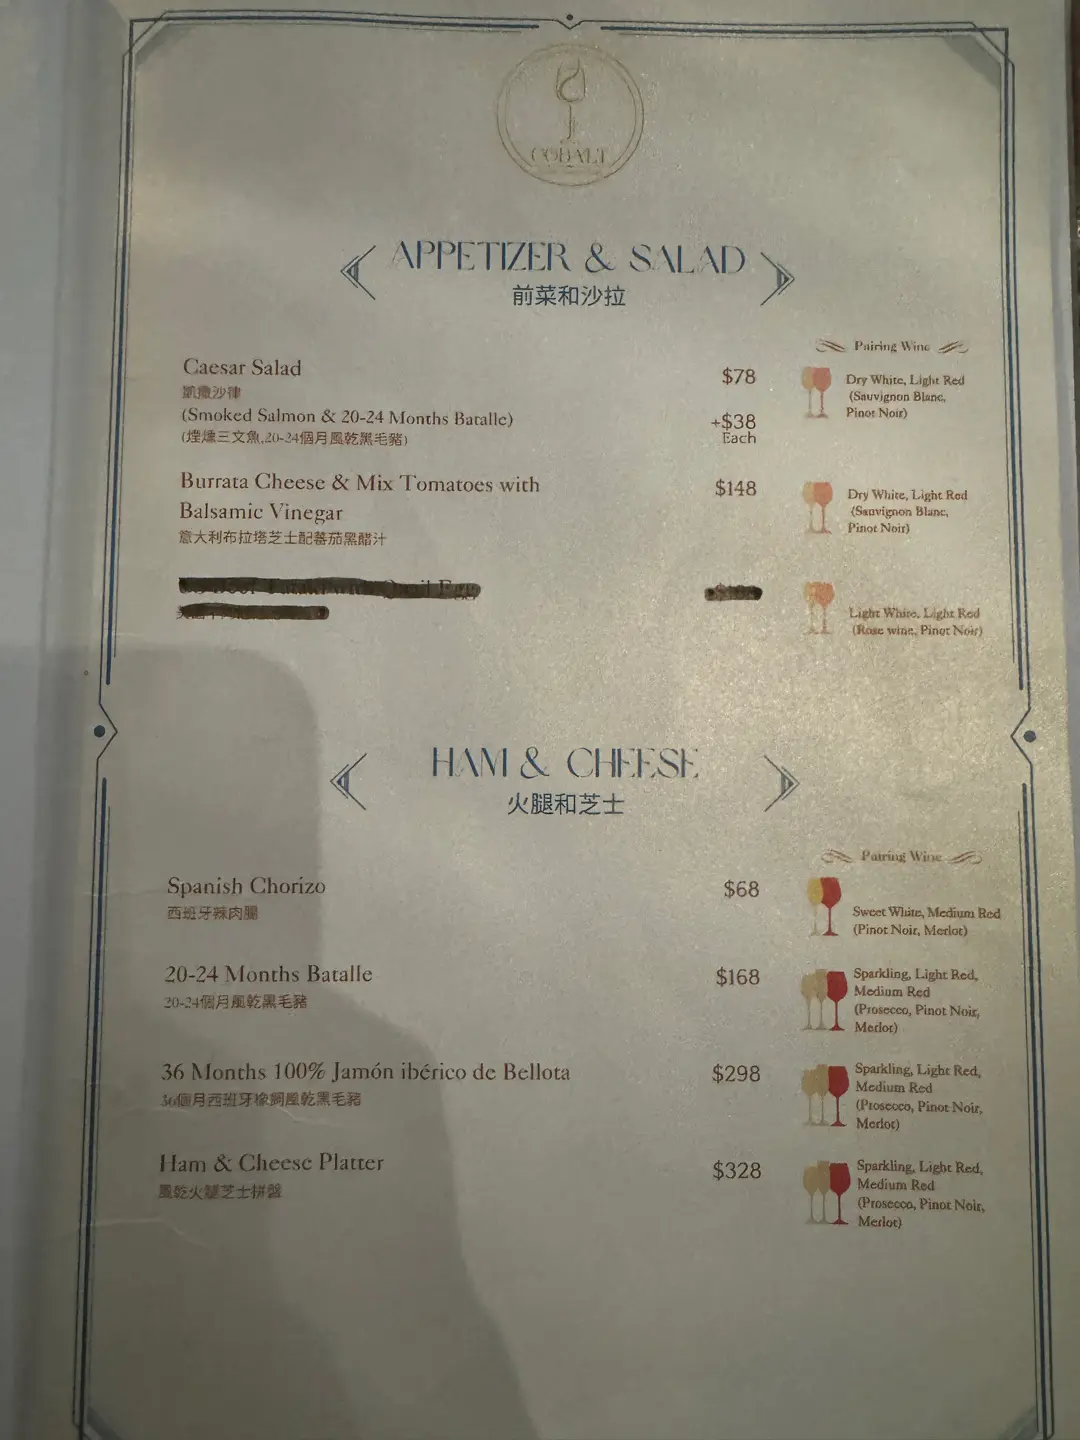 COBALT
APPETIZER & SALAD
前菜和沙拉
Pairing Wine
Caesar Salad
凱撒沙律
$78
Dry White, Light Red
(Sauvignon Blanc,
Pinot Noir)
(Smoked Salmon & 20-24 Months Batalle)
(煙燻三文魚,20-24個月風乾黑毛豬)
+$38
Each
Burrata Cheese & Mix Tomatoes with
Balsamic Vinegar
意大利布拉塔芝士配蕃茄黑醋汁
$148
Dry White, Light Red
(Sauvignon Blanc,
Pinot Noir)
Egg
Light White, Light Red
(Rose wine, Pinot Noir)
HAM & CHEESE
火腿和芝士
Pairing Wine
Spanish Chorizo
西班牙辣肉腸
$68
Sweet White, Medium Red
(Pinot Noir, Merlot)
20-24 Months Batalle
20-24個月風乾黑毛豬
$168
Sparkling, Light Red,
Medium Red
(Prosecco, Pinot Noir,
Merlot)
36 Months 100% Jamón ibérico de Bellota
36個月西班牙橡飼風乾黑毛豬
$298
Sparkling, Light Red,
Medium Red
(Prosecco, Pinot Noir,
Merlot)
Ham & Cheese Platter
風乾火腿芝士拼盤
$328
Sparkling, Light Red,
Medium Red
(Prosecco, Pinot Noir,
Merlot)